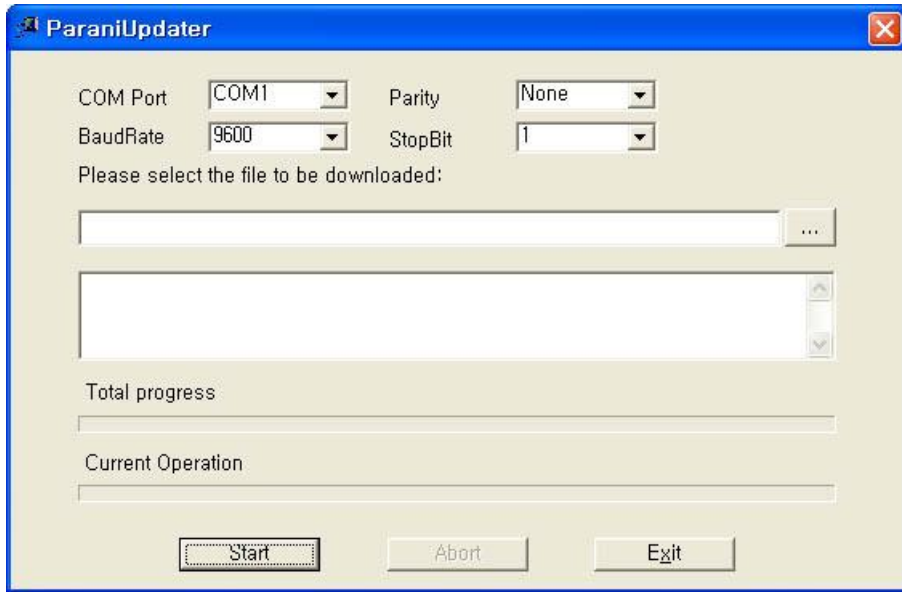 ParaniUpdater
COM Port COM1 Parity None
BaudRate 9600 StopBit 1
Please select the file to be downloaded:
...
Total progress
Current Operation
Start Abort Exit